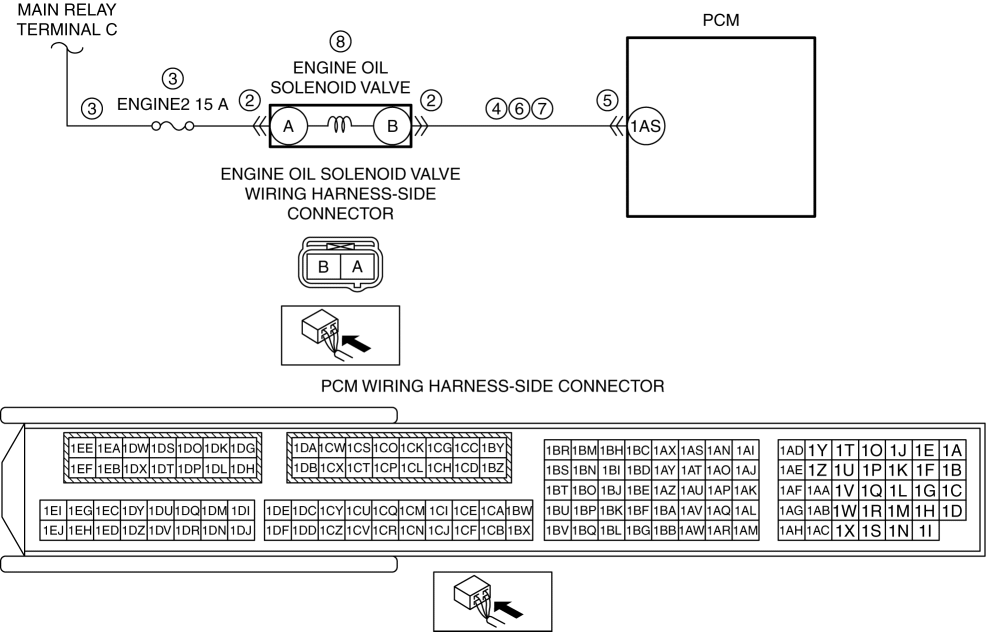 MAIN RELAY
TERMINAL C
PCM
8
ENGINE OIL
SOLENOID VALVE
3
ENGINE2 15 A
3
2
2
4 6 7
5
A
B
1AS
ENGINE OIL SOLENOID VALVE
WIRING HARNESS-SIDE
CONNECTOR
B A
PCM WIRING HARNESS-SIDE CONNECTOR
1EE 1EA 1DW 1DS 1DO 1DK 1DG
1EF 1EB 1DX 1DT 1DP 1DL 1DH
1EI 1EG 1EC 1DY 1DU 1DQ 1DM 1DI
1EJ 1EH 1ED 1DZ 1DV 1DR 1DN 1DJ
1DA 1CW 1CS 1CO 1CK 1CG 1CC 1BY
1DB 1CX 1CT 1CP 1CL 1CH 1CD 1BZ
1DE 1DC 1CY 1CU 1CQ 1CM 1CI 1CE 1CA 1BW
1DF 1DD 1CZ 1CV 1CR 1CN 1CJ 1CF 1CB 1BX
1BR 1BM 1BH 1BC 1AX 1AS 1AN 1AI
1BS 1BN 1BI 1BD 1AY 1AT 1AO 1AJ
1BT 1BO 1BJ 1BE 1AZ 1AU 1AP 1AK
1BU 1BP 1BK 1BF 1BA 1AV 1AQ 1AL
1BV 1BQ 1BL 1BG 1BB 1AW 1AR 1AM
1AD 1Y 1T 1O 1J 1E 1A
1AE 1Z 1U 1P 1K 1F 1B
1AF 1AA 1V 1Q 1L 1G 1C
1AG 1AB 1W 1R 1M 1H 1D
1AH 1AC 1X 1S 1N 1I